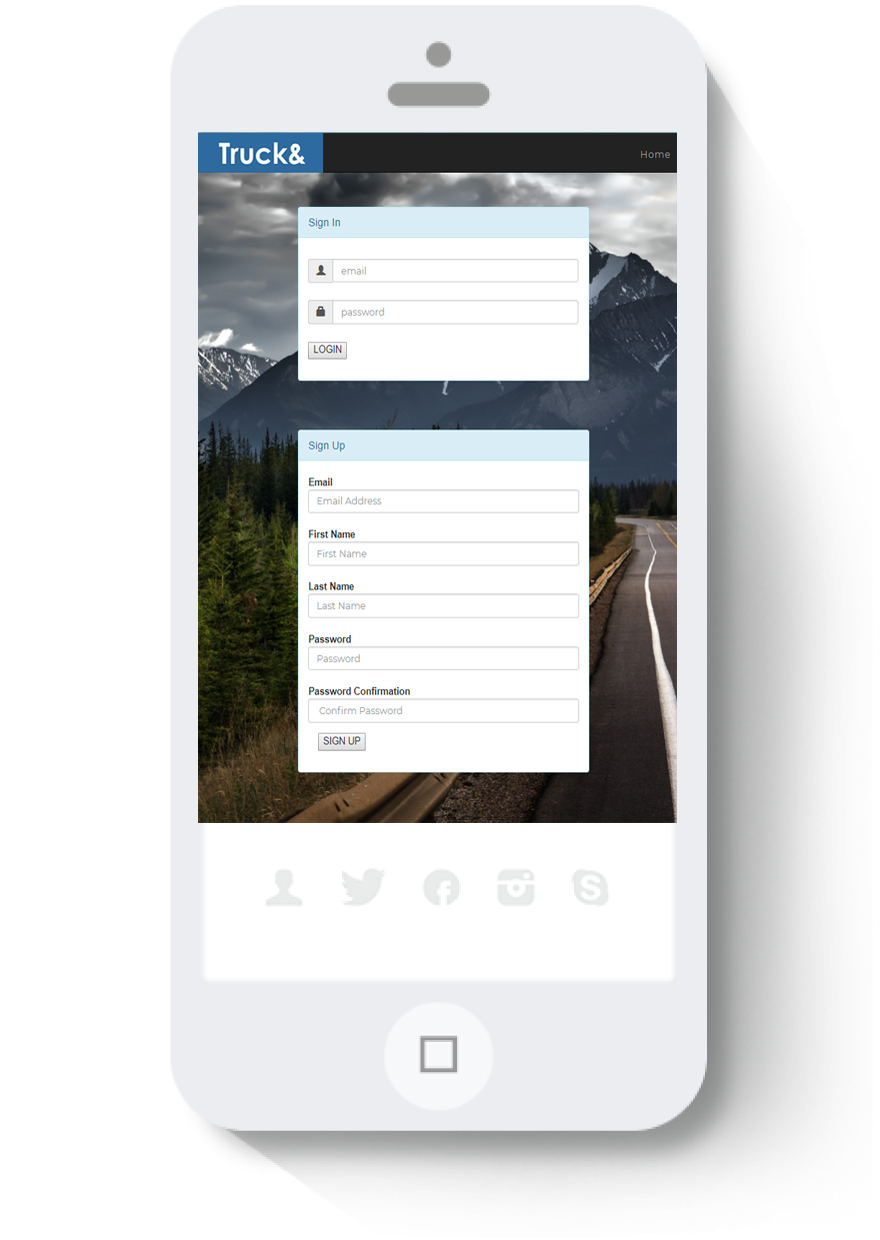 Truck&
Home
Sign In
email
password
LOGIN
Sign Up
Email
Email Address
First Name
First Name
Last Name
Last Name
Password
Password
Password Confirmation
Confirm Password
SIGN UP